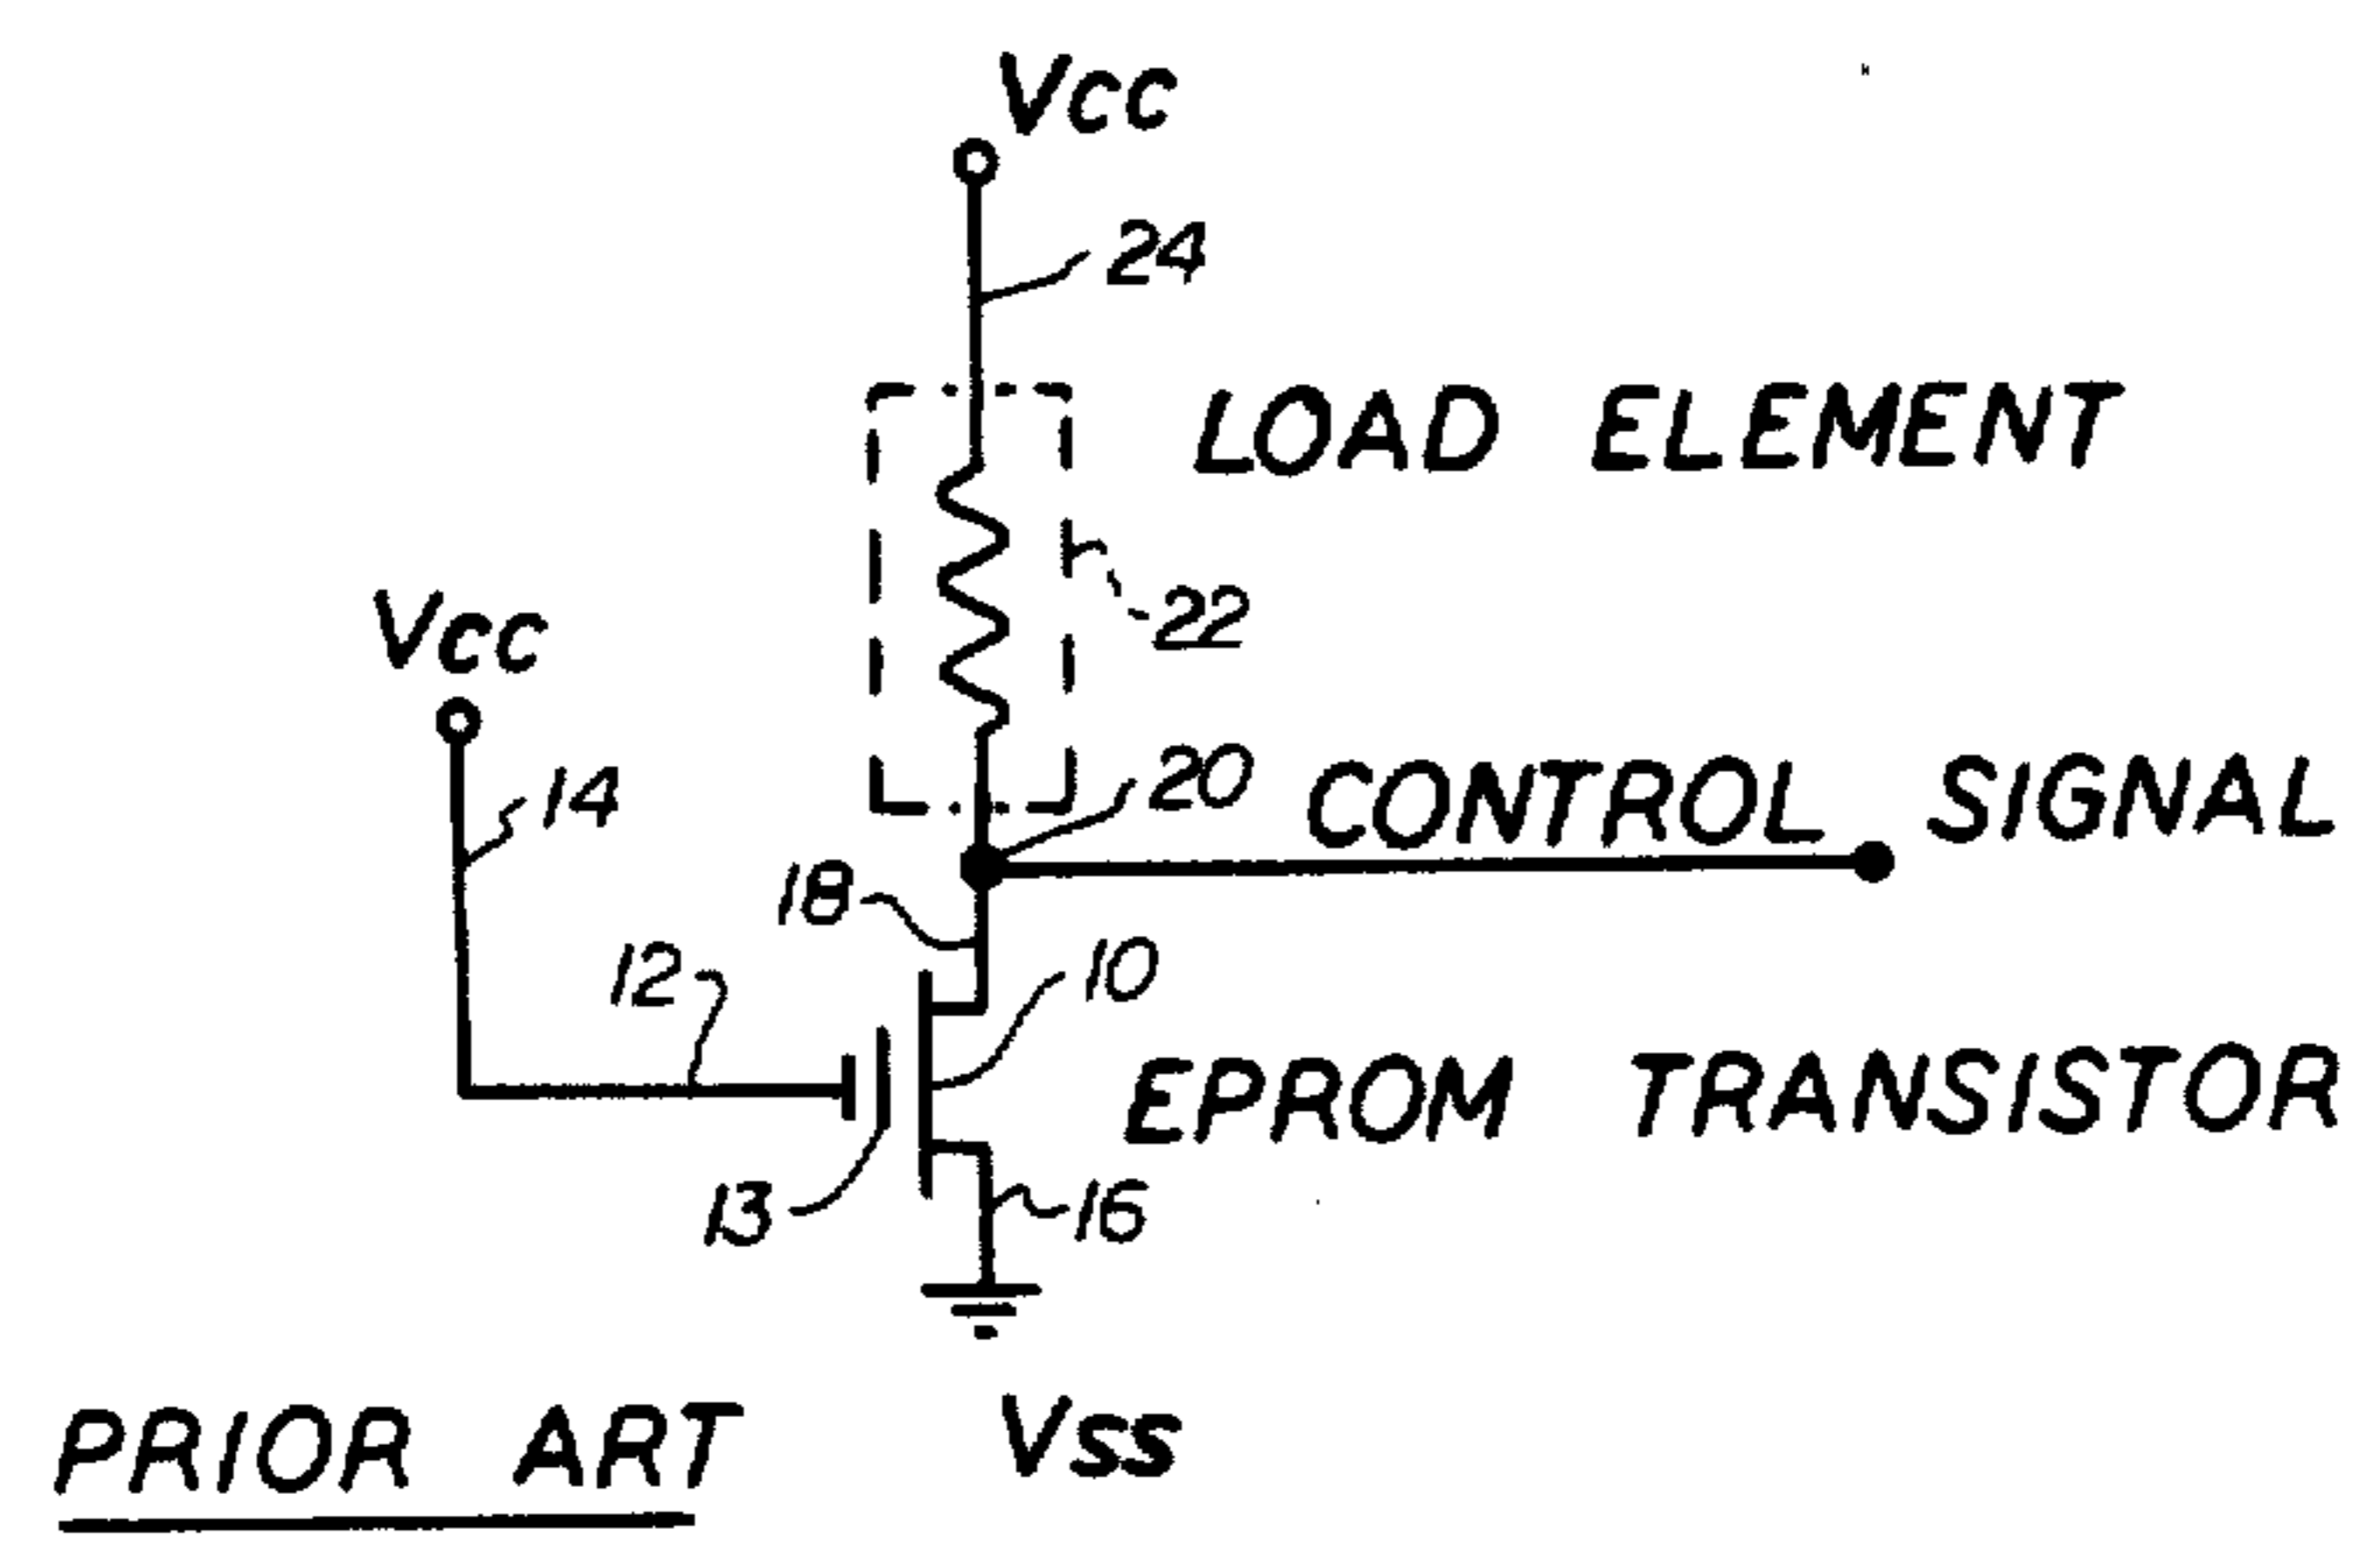 Vcc
24
LOAD ELEMENT
22
Vcc
14
20
CONTROL SIGNAL
18
12
10
EPROM TRANSISTOR
13
16
PRIOR ART
Vss